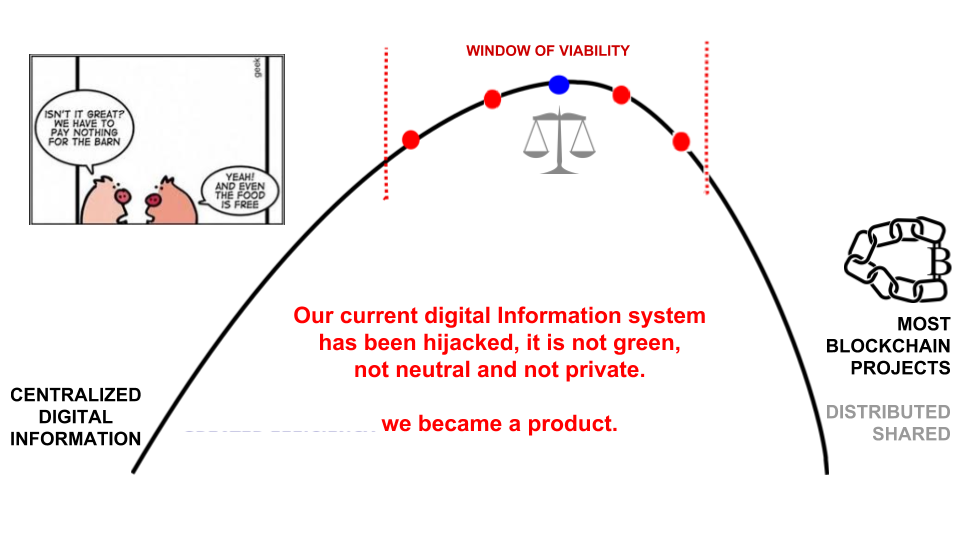 WINDOW OF VIABILITY
geek
ISN'T IT GREAT?
WE HAVE TO
PAY NOTHING
FOR THE BARN
YEAH!
AND EVEN
THE FOOD
IS FREE
B
MOST
BLOCKCHAIN
PROJECTS
DISTRIBUTED
SHARED
Our current digital Information system
has been hijacked, it is not green,
not neutral and not private.
we became a product.
CENTRALIZED
DIGITAL
INFORMATION